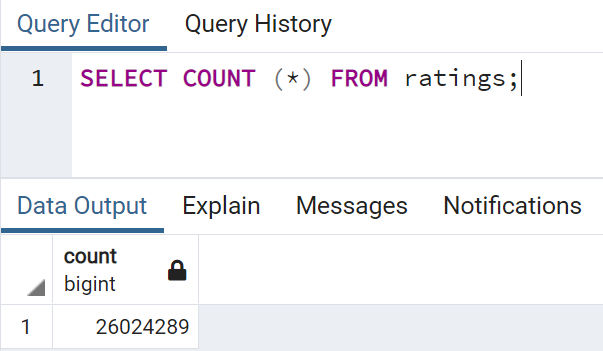 Query Editor Query History
1 SELECT COUNT (*) FROM ratings;
Data Output Explain Messages Notifications
count
bigint
1 26024289